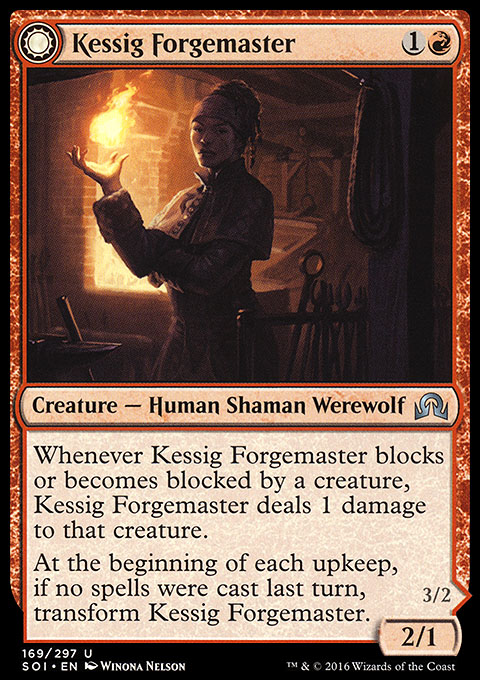 Kessig Forgemaster 1
Creature — Human Shaman Werewolf
Whenever Kessig Forgemaster blocks
or becomes blocked by a creature,
Kessig Forgemaster deals 1 damage
to that creature.
At the beginning of each upkeep,
if no spells were cast last turn,
transform Kessig Forgemaster.
3/2
2/1
169/297 U
SOI • EN Winona Nelson
™ & © 2016 Wizards of the Coast